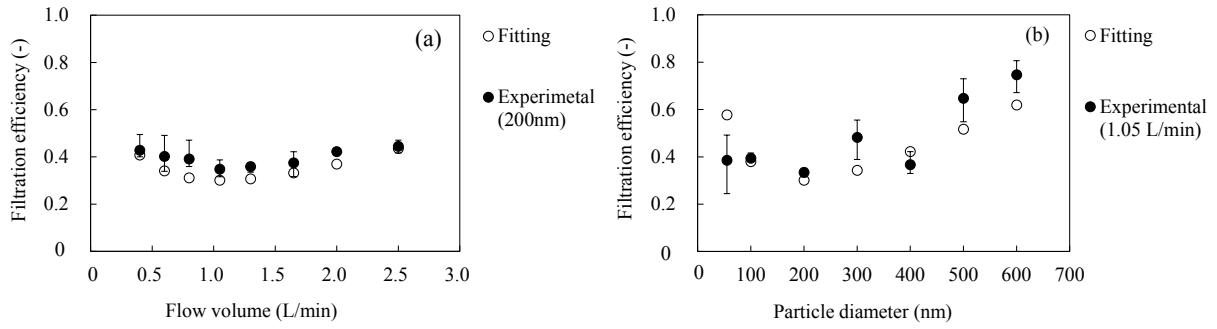 1.0
0.8
0.6
0.4
0.2
0
Filtration efficiency (-)
(a)
0 0.5 1.0 1.5 2.0 2.5 3.0
Flow volume (L/min)
Fitting
Experimetal
(200nm)
1.0
0.8
0.6
0.4
0.2
0
Filtration efficiency (-)
(b)
0 100 200 300 400 500 600 700
Particle diameter (nm)
Fitting
Experimental
(1.05 L/min)